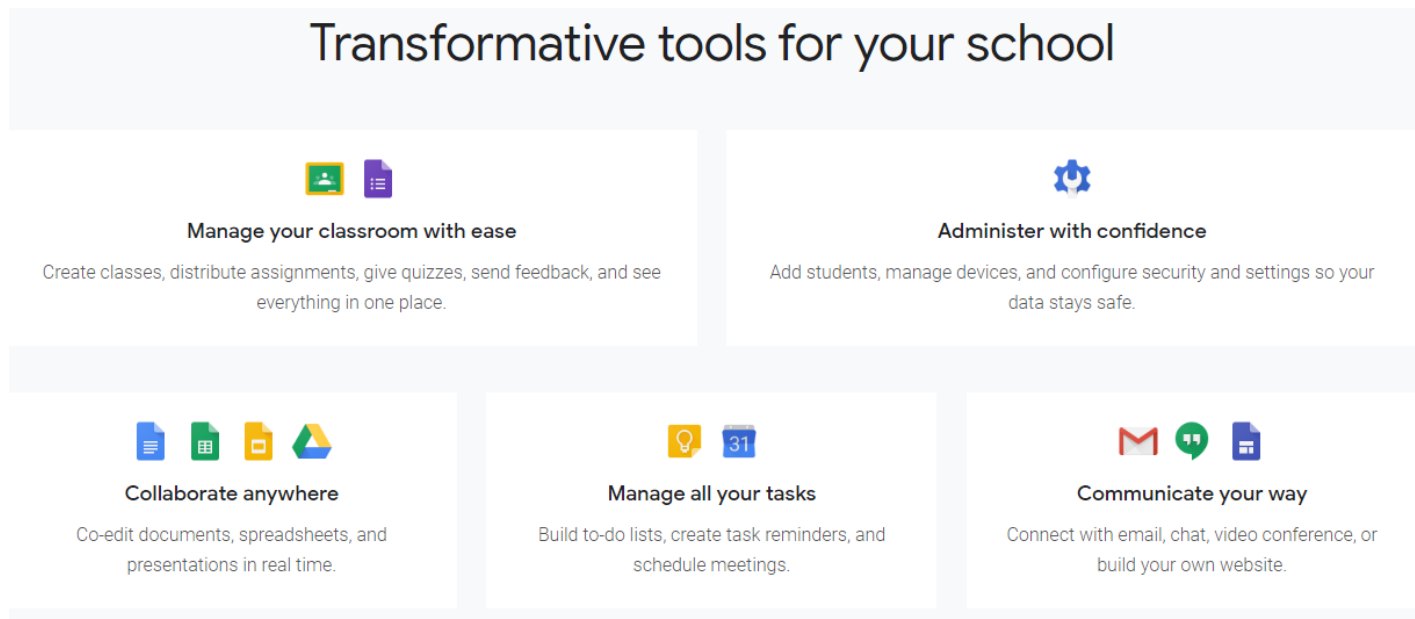 Transformative tools for your school
Manage your classroom with ease
Create classes, distribute assignments, give quizzes, send feedback, and see
everything in one place.
Administer with confidence
Add students, manage devices, and configure security and settings so your
data stays safe.
Collaborate anywhere
Co-edit documents, spreadsheets, and
presentations in real time.
31
Manage all your tasks
Build to-do lists, create task reminders, and
schedule meetings.
Communicate your way
Connect with email, chat, video conference, or
build your own website.